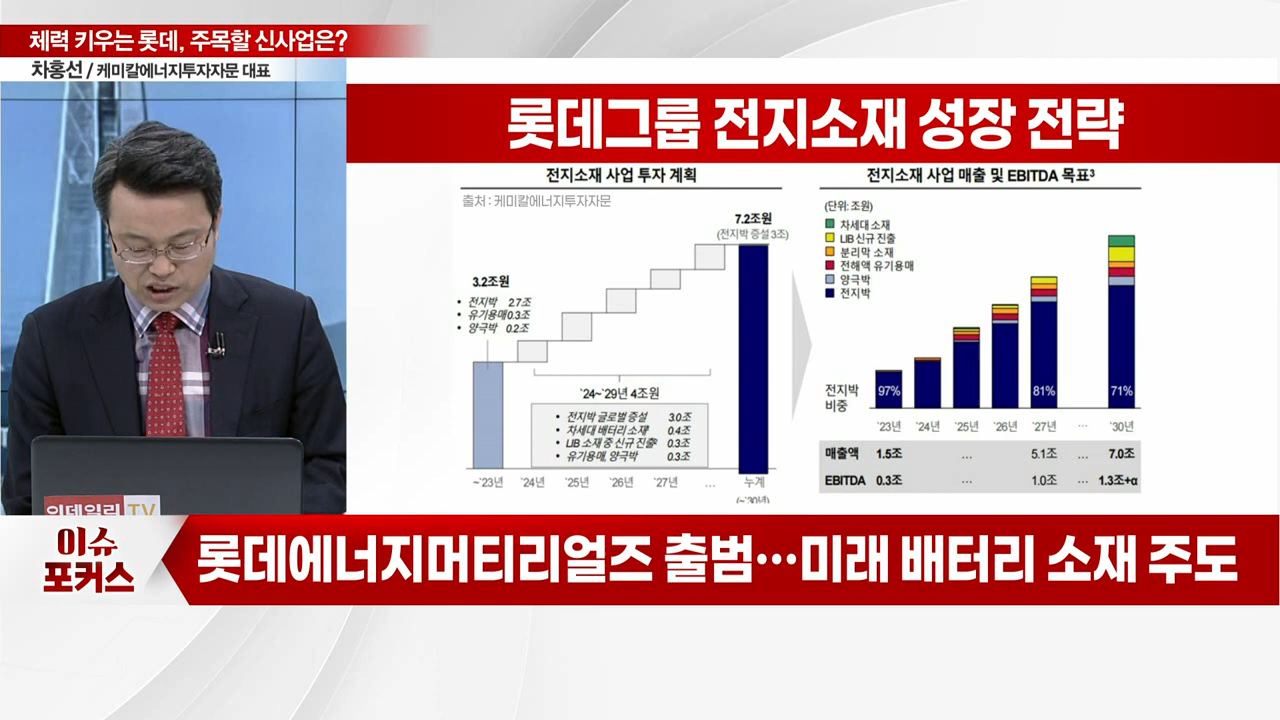 체력 키우는 롯데, 주목할 신사업은?
차홍선 / 케미칼에너지투자자문 대표
롯데그룹 전지소재 성장 전략
전지소재 사업 투자 계획
출처 : 케미칼에너지투자자문
7.2조원
(전지박 증설 3조)
3.2조원
• 전지박 2.7조
• 유기용매 0.3조
• 양극박 0.2조
'24~'29년 4조원
• 전지박 글로벌 증설 3.0조
• 차세대 배터리 소재 0.4조
• LIB 소재 중 신규 진출 0.3조
• 유기용매, 양극박 0.3조
~'23년 '24년 '25년 '26년 '27년 … 누계
(~'30년)
전지소재 사업 매출 및 EBITDA 목표³
(단위: 조원)
차세대 소재
LIB 신규 진출
분리막 소재
전해액 유기용매
양극박
전지박
전지박
비중
97% 81% 71%
'23년 '24년 '25년 '26년 '27년 … '30년
매출액 1.5조 … 5.1조 … 7.0조
EBITDA 0.3조 … 1.0조 … 1.3조+α
이데일리 TV
이슈
포커스
롯데에너지머티리얼즈 출범…미래 배터리 소재 주도